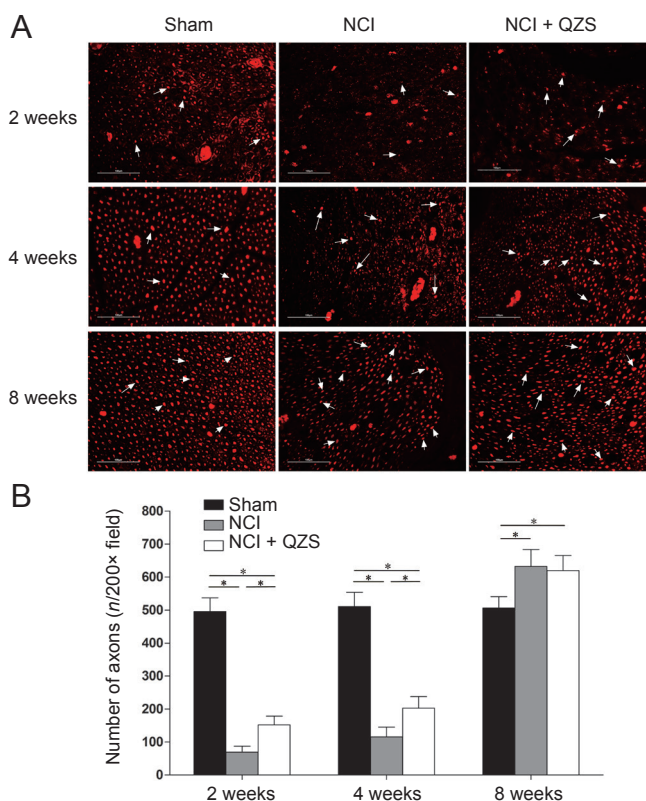 A
Sham
NCI
NCI + QZS
2 weeks
4 weeks
8 weeks
B
Sham
NCI
NCI + QZS
Number of axons (n/200× field)
800
700
600
500
400
300
200
100
0
* * *
* * *
* *
2 weeks
4 weeks
8 weeks